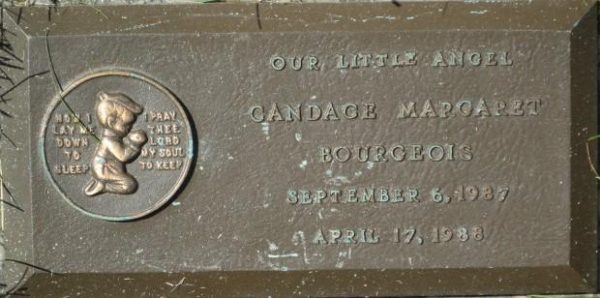 NOW I
LAY ME
DOWN
TO
SLEEP
I PRAY
THEE
LORD
MY SOUL
TO KEEP
OUR LITTLE ANGEL
CANDACE MARGARET
BOURGEOIS
SEPTEMBER 6, 1987
APRIL 17, 1988